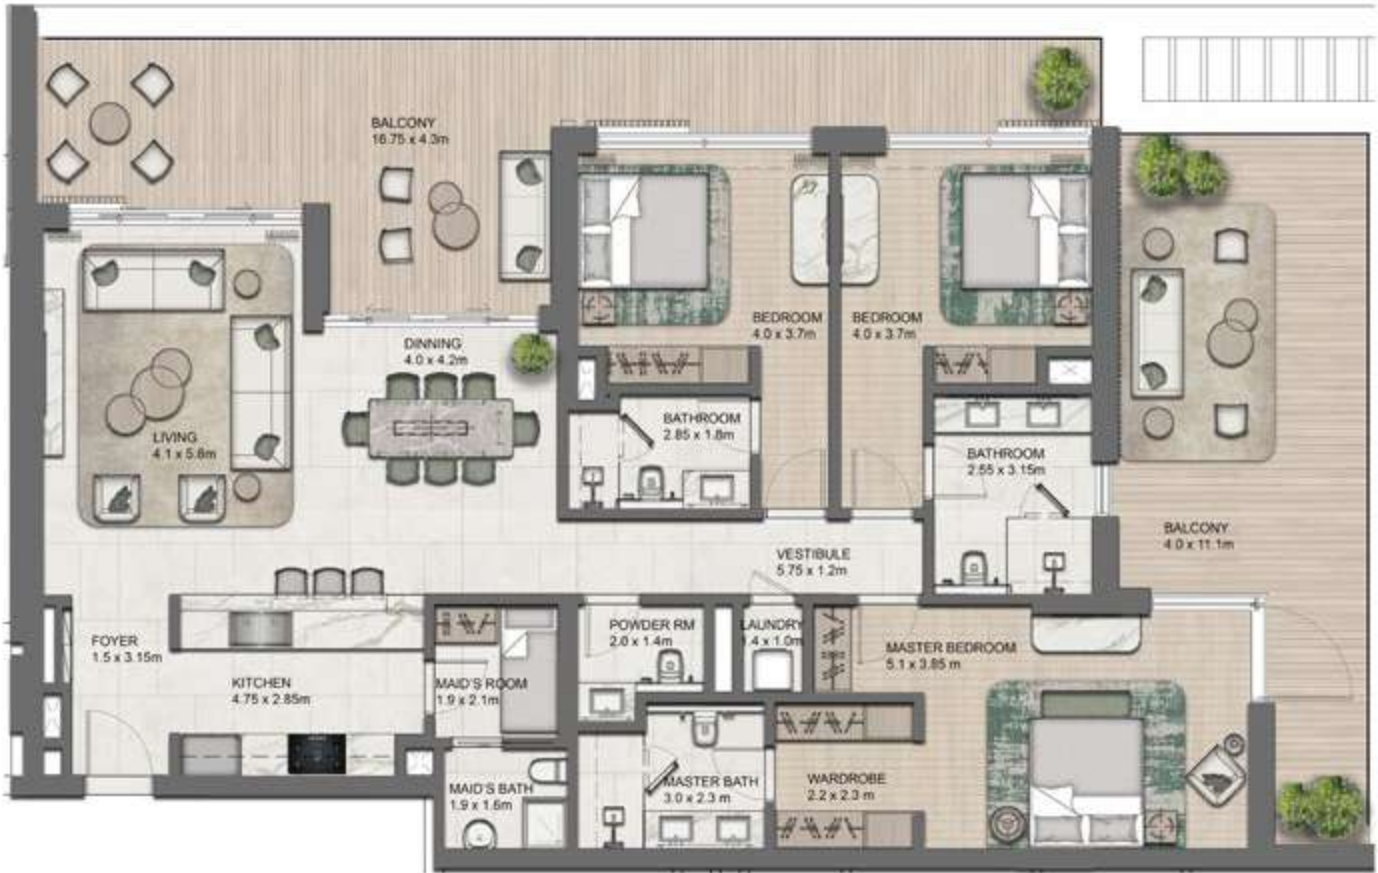 BALCONY
16.75 x 4.3m
BEDROOM
4.0 x 3.7m
BEDROOM
4.0 x 3.7m
DINNING
4.0 x 4.2m
LIVING
4.1 x 5.8m
BATHROOM
2.85 x 1.8m
BATHROOM
2.55 x 3.15m
BALCONY
4.0 x 11.1m
VESTIBULE
5.75 x 1.2m
FOYER
1.5 x 3.15m
POWDER RM
2.0 x 1.4m
LAUNDRY
1.4 x 1.0m
MASTER BEDROOM
5.1 x 3.85 m
KITCHEN
4.75 x 2.85m
MAID'S ROOM
1.9 x 2.1m
MAID'S BATH
1.9 x 1.6m
MASTER BATH
3.0 x 2.3 m
WARDROBE
2.2 x 2.3 m